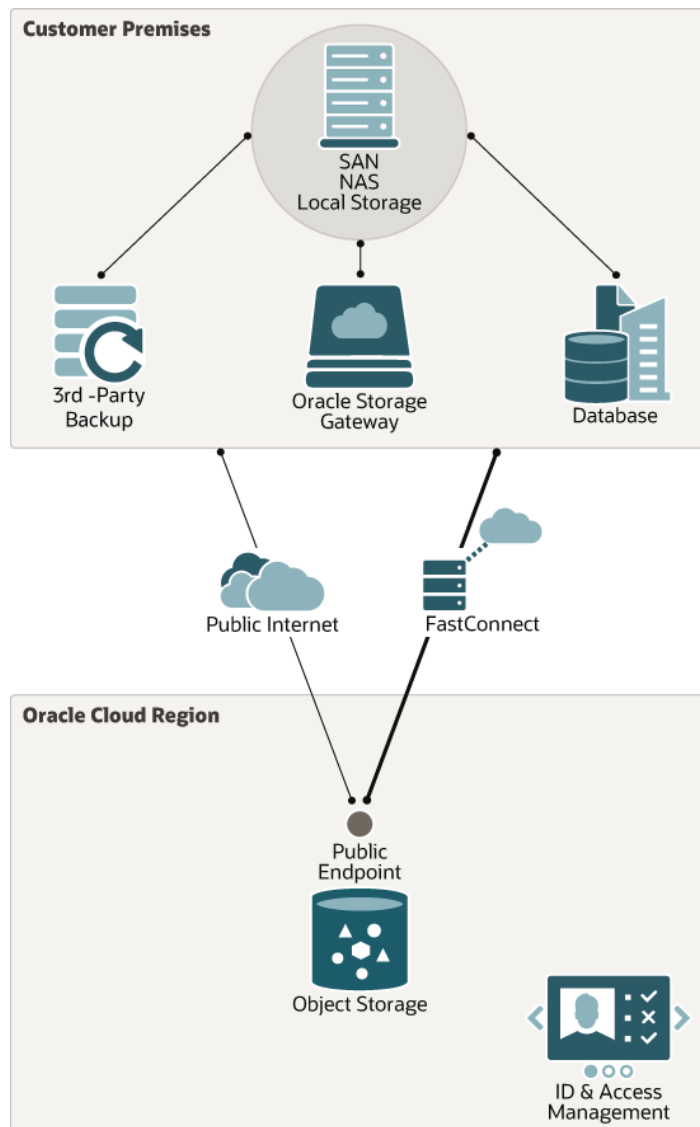 Customer Premises
SAN
NAS
Local Storage
3rd -Party
Backup
Oracle Storage
Gateway
Database
Public Internet
FastConnect
Oracle Cloud Region
Public
Endpoint
Object Storage
ID & Access
Management